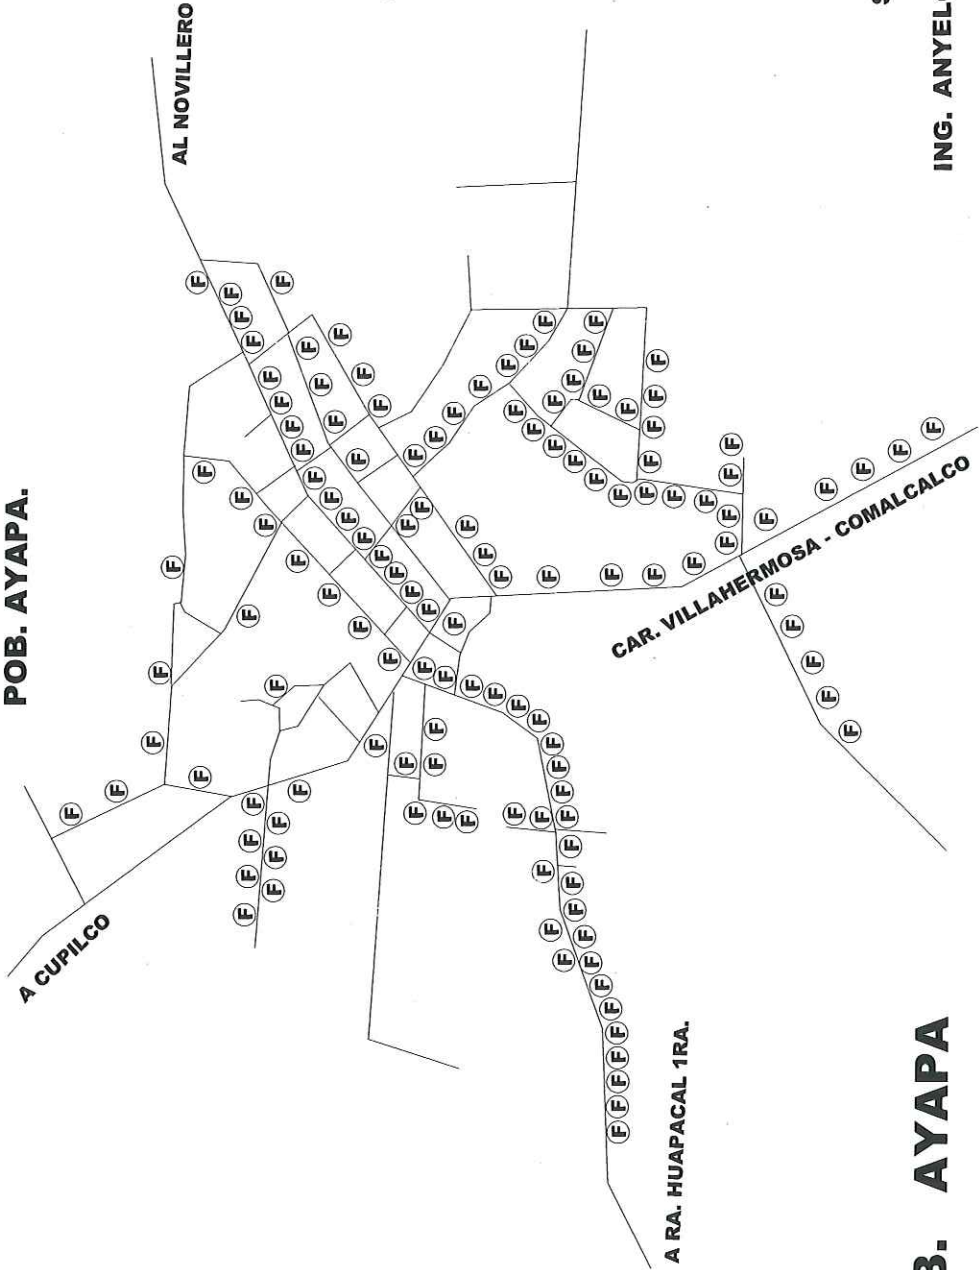 POB. AYAPA.
AL NOVILLERO
ING. ANYEL
A CUPILCO
CAR. VILLAHERMOSA - COMALCALCO
A RA. HUAPACAL 1RA.
B. AYAPA